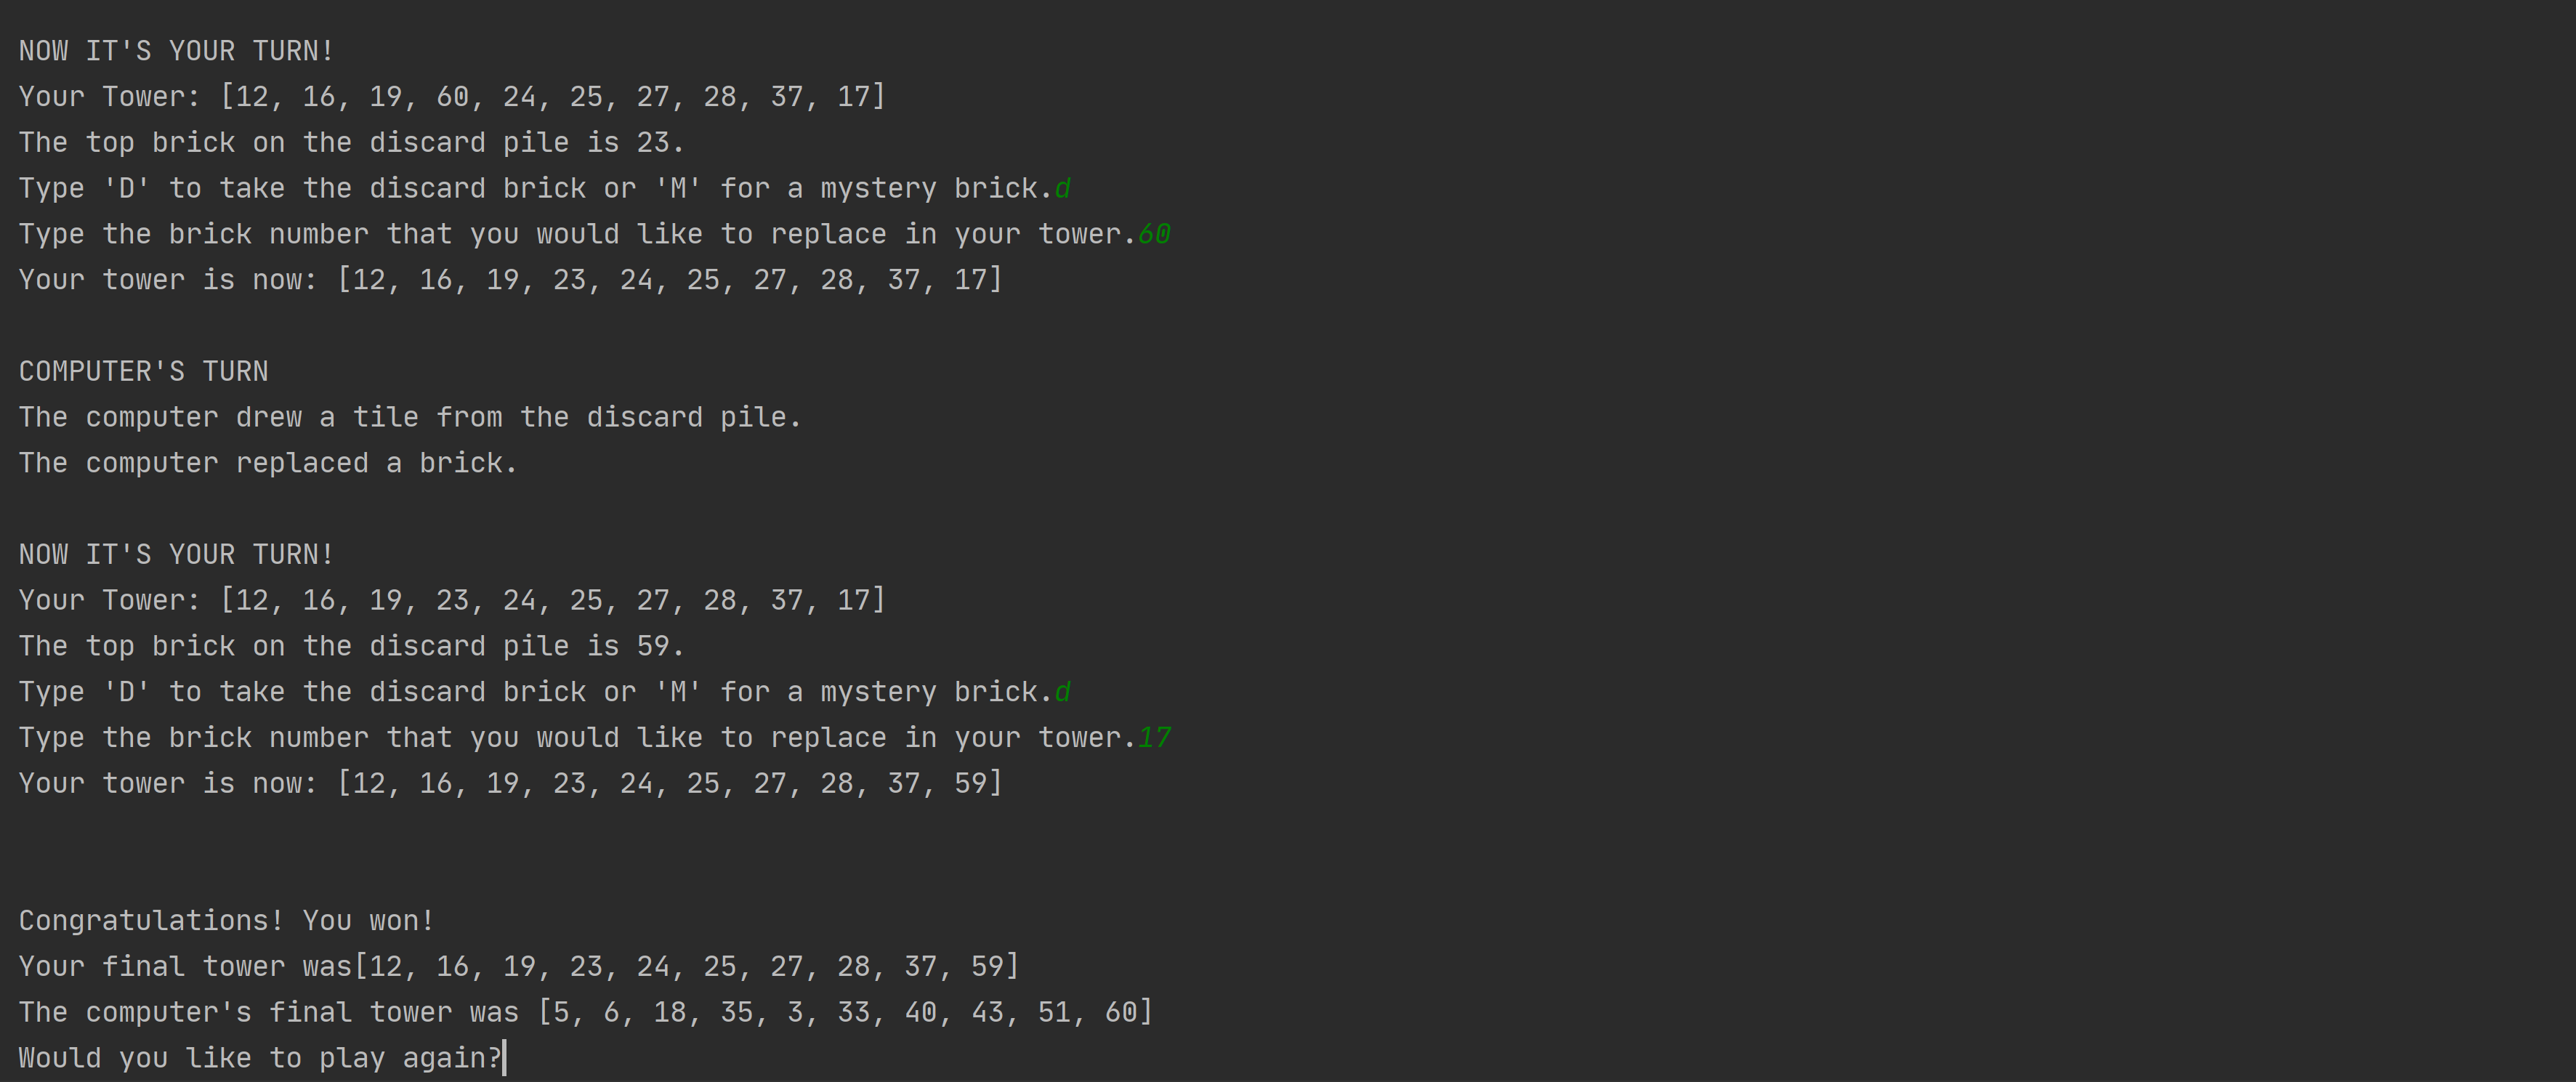 NOW IT'S YOUR TURN!
Your Tower: [12, 16, 19, 60, 24, 25, 27, 28, 37, 17]
The top brick on the discard pile is 23.
Type 'D' to take the discard brick or 'M' for a mystery brick.d
Type the brick number that you would like to replace in your tower.60
Your tower is now: [12, 16, 19, 23, 24, 25, 27, 28, 37, 17]
COMPUTER'S TURN
The computer drew a tile from the discard pile.
The computer replaced a brick.
NOW IT'S YOUR TURN!
Your Tower: [12, 16, 19, 23, 24, 25, 27, 28, 37, 17]
The top brick on the discard pile is 59.
Type 'D' to take the discard brick or 'M' for a mystery brick.d
Type the brick number that you would like to replace in your tower.17
Your tower is now: [12, 16, 19, 23, 24, 25, 27, 28, 37, 59]
Congratulations! You won!
Your final tower was[12, 16, 19, 23, 24, 25, 27, 28, 37, 59]
The computer's final tower was [5, 6, 18, 35, 3, 33, 40, 43, 51, 60]
Would you like to play again?